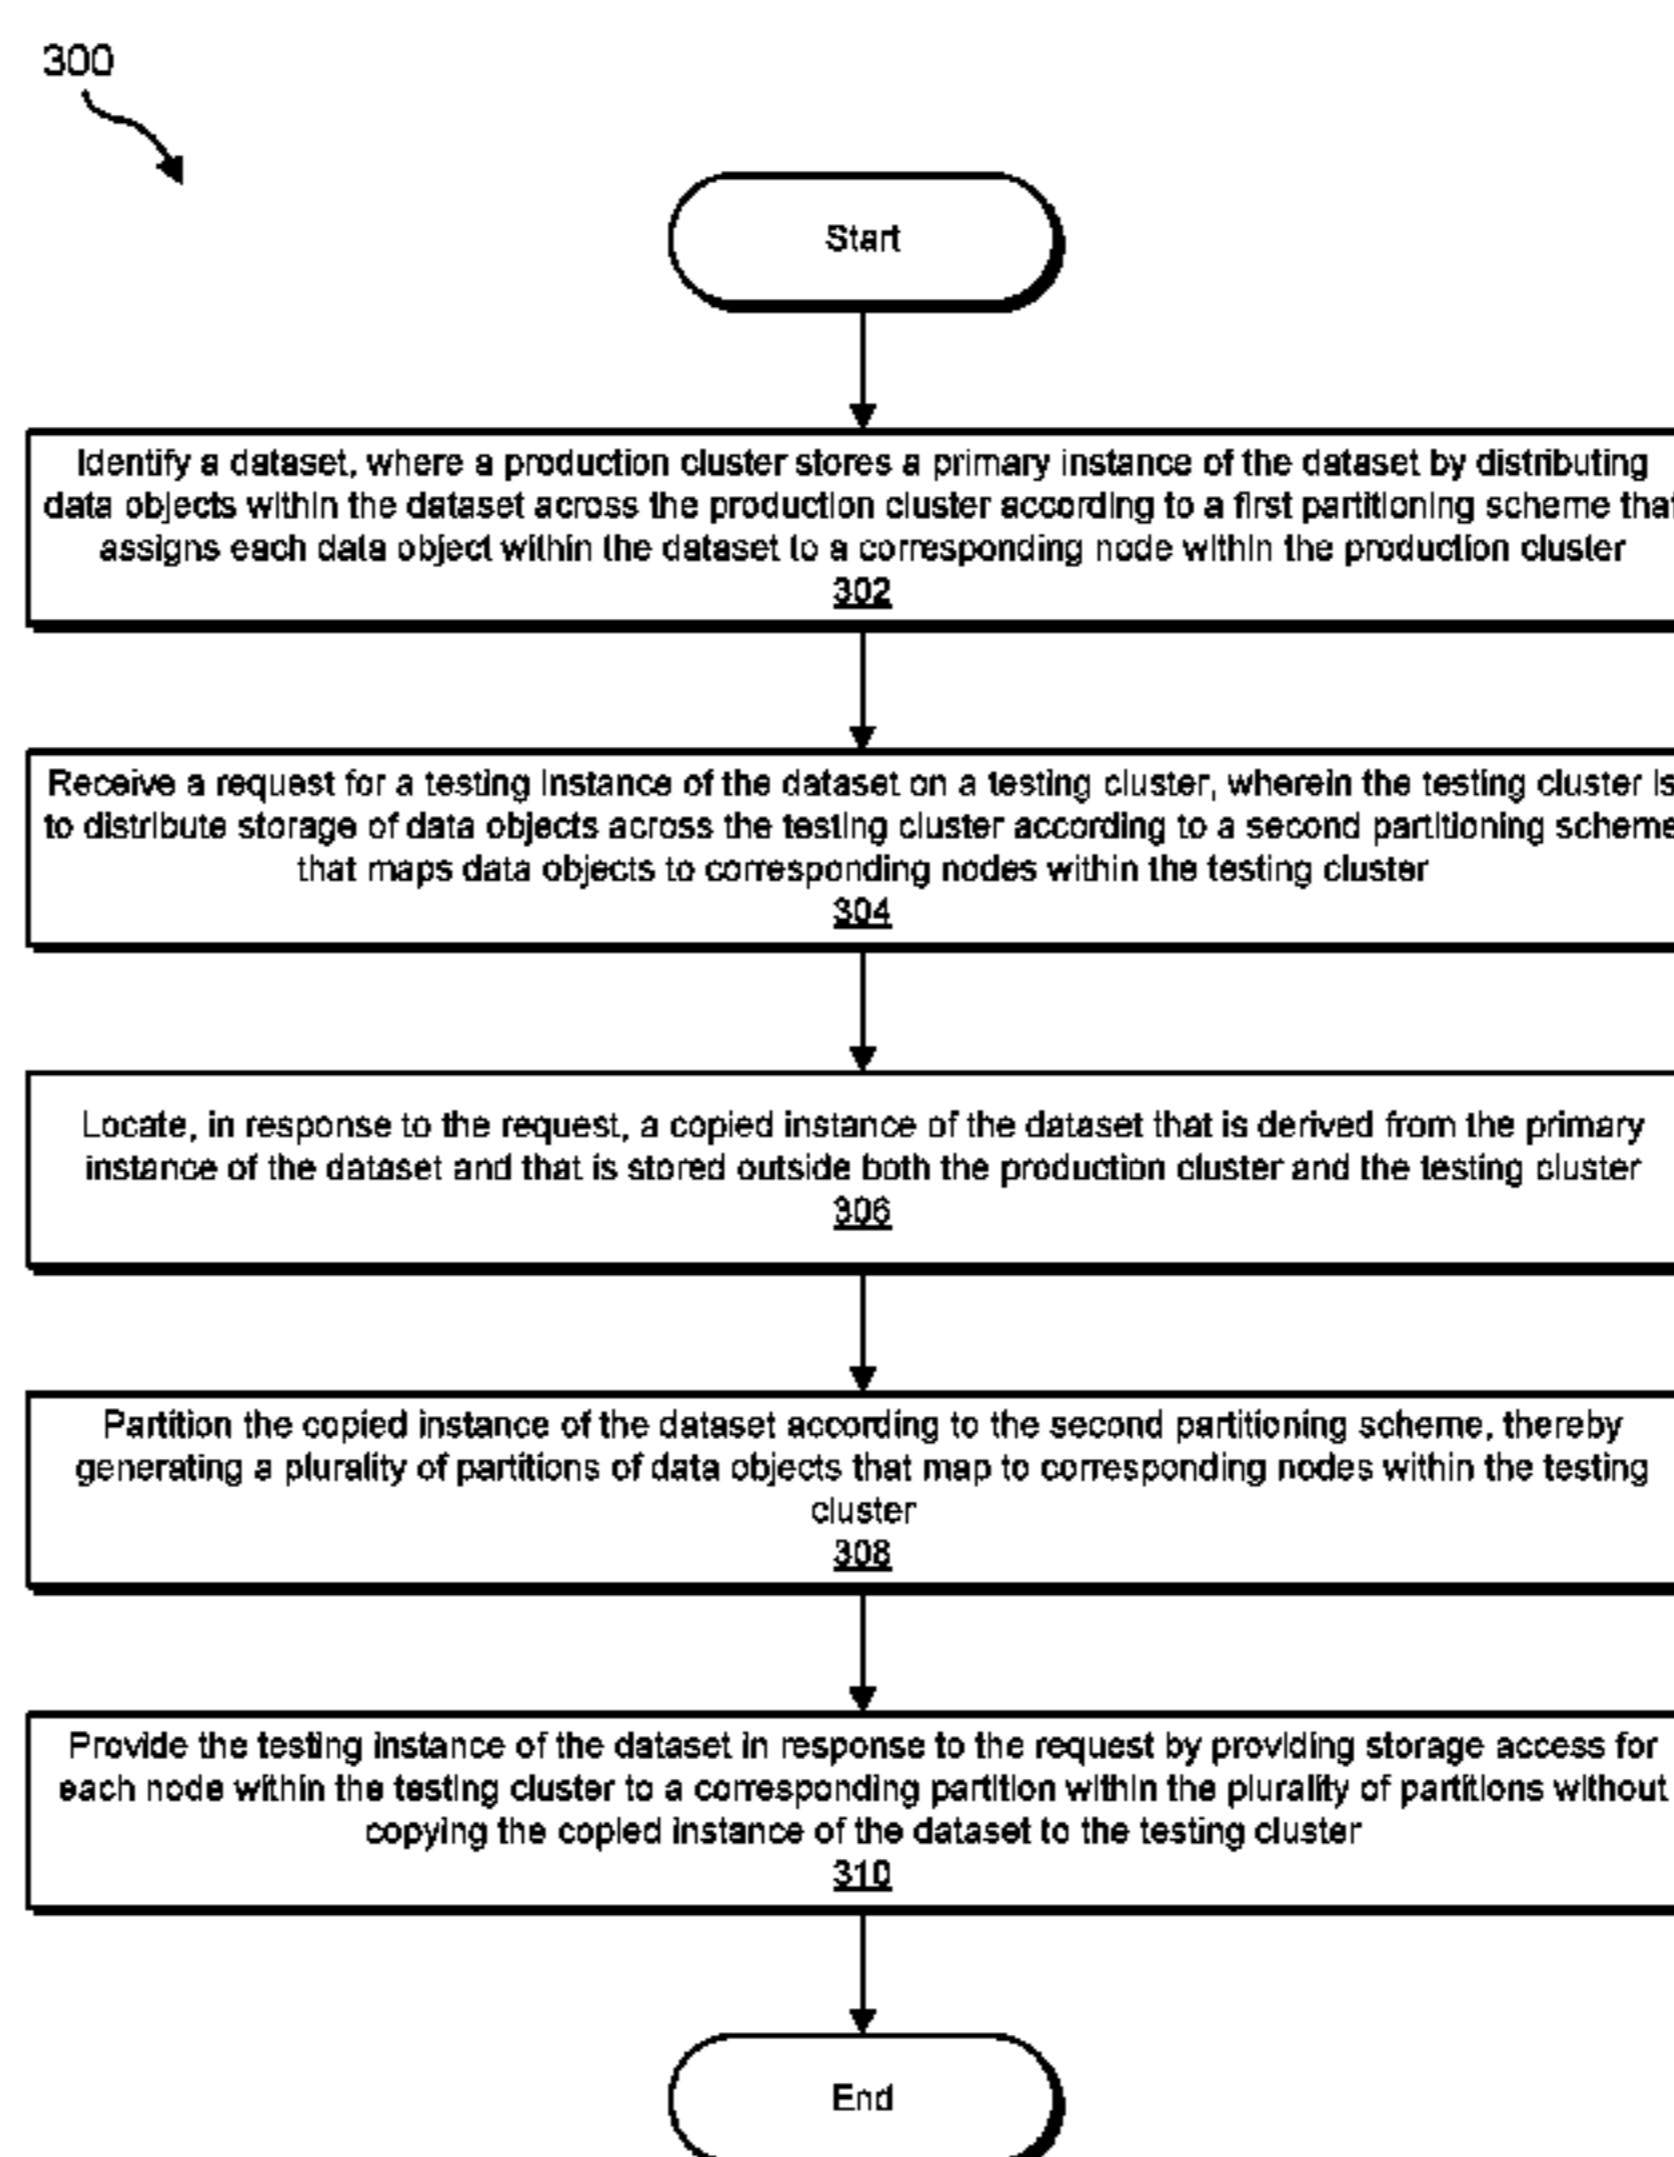 300
Start
Identify a dataset, where a production cluster stores a primary instance of the dataset by distributing
data objects within the dataset across the production cluster according to a first partitioning scheme that
assigns each data object within the dataset to a corresponding node within the production cluster
302
Receive a request for a testing instance of the dataset on a testing cluster, wherein the testing cluster is
to distribute storage of data objects across the testing cluster according to a second partitioning scheme
that maps data objects to corresponding nodes within the testing cluster
304
Locate, in response to the request, a copied instance of the dataset that is derived from the primary
instance of the dataset and that is stored outside both the production cluster and the testing cluster
306
Partition the copied instance of the dataset according to the second partitioning scheme, thereby
generating a plurality of partitions of data objects that map to corresponding nodes within the testing
cluster
308
Provide the testing instance of the dataset in response to the request by providing storage access for
each node within the testing cluster to a corresponding partition within the plurality of partitions without
copying the copied instance of the dataset to the testing cluster
310
End